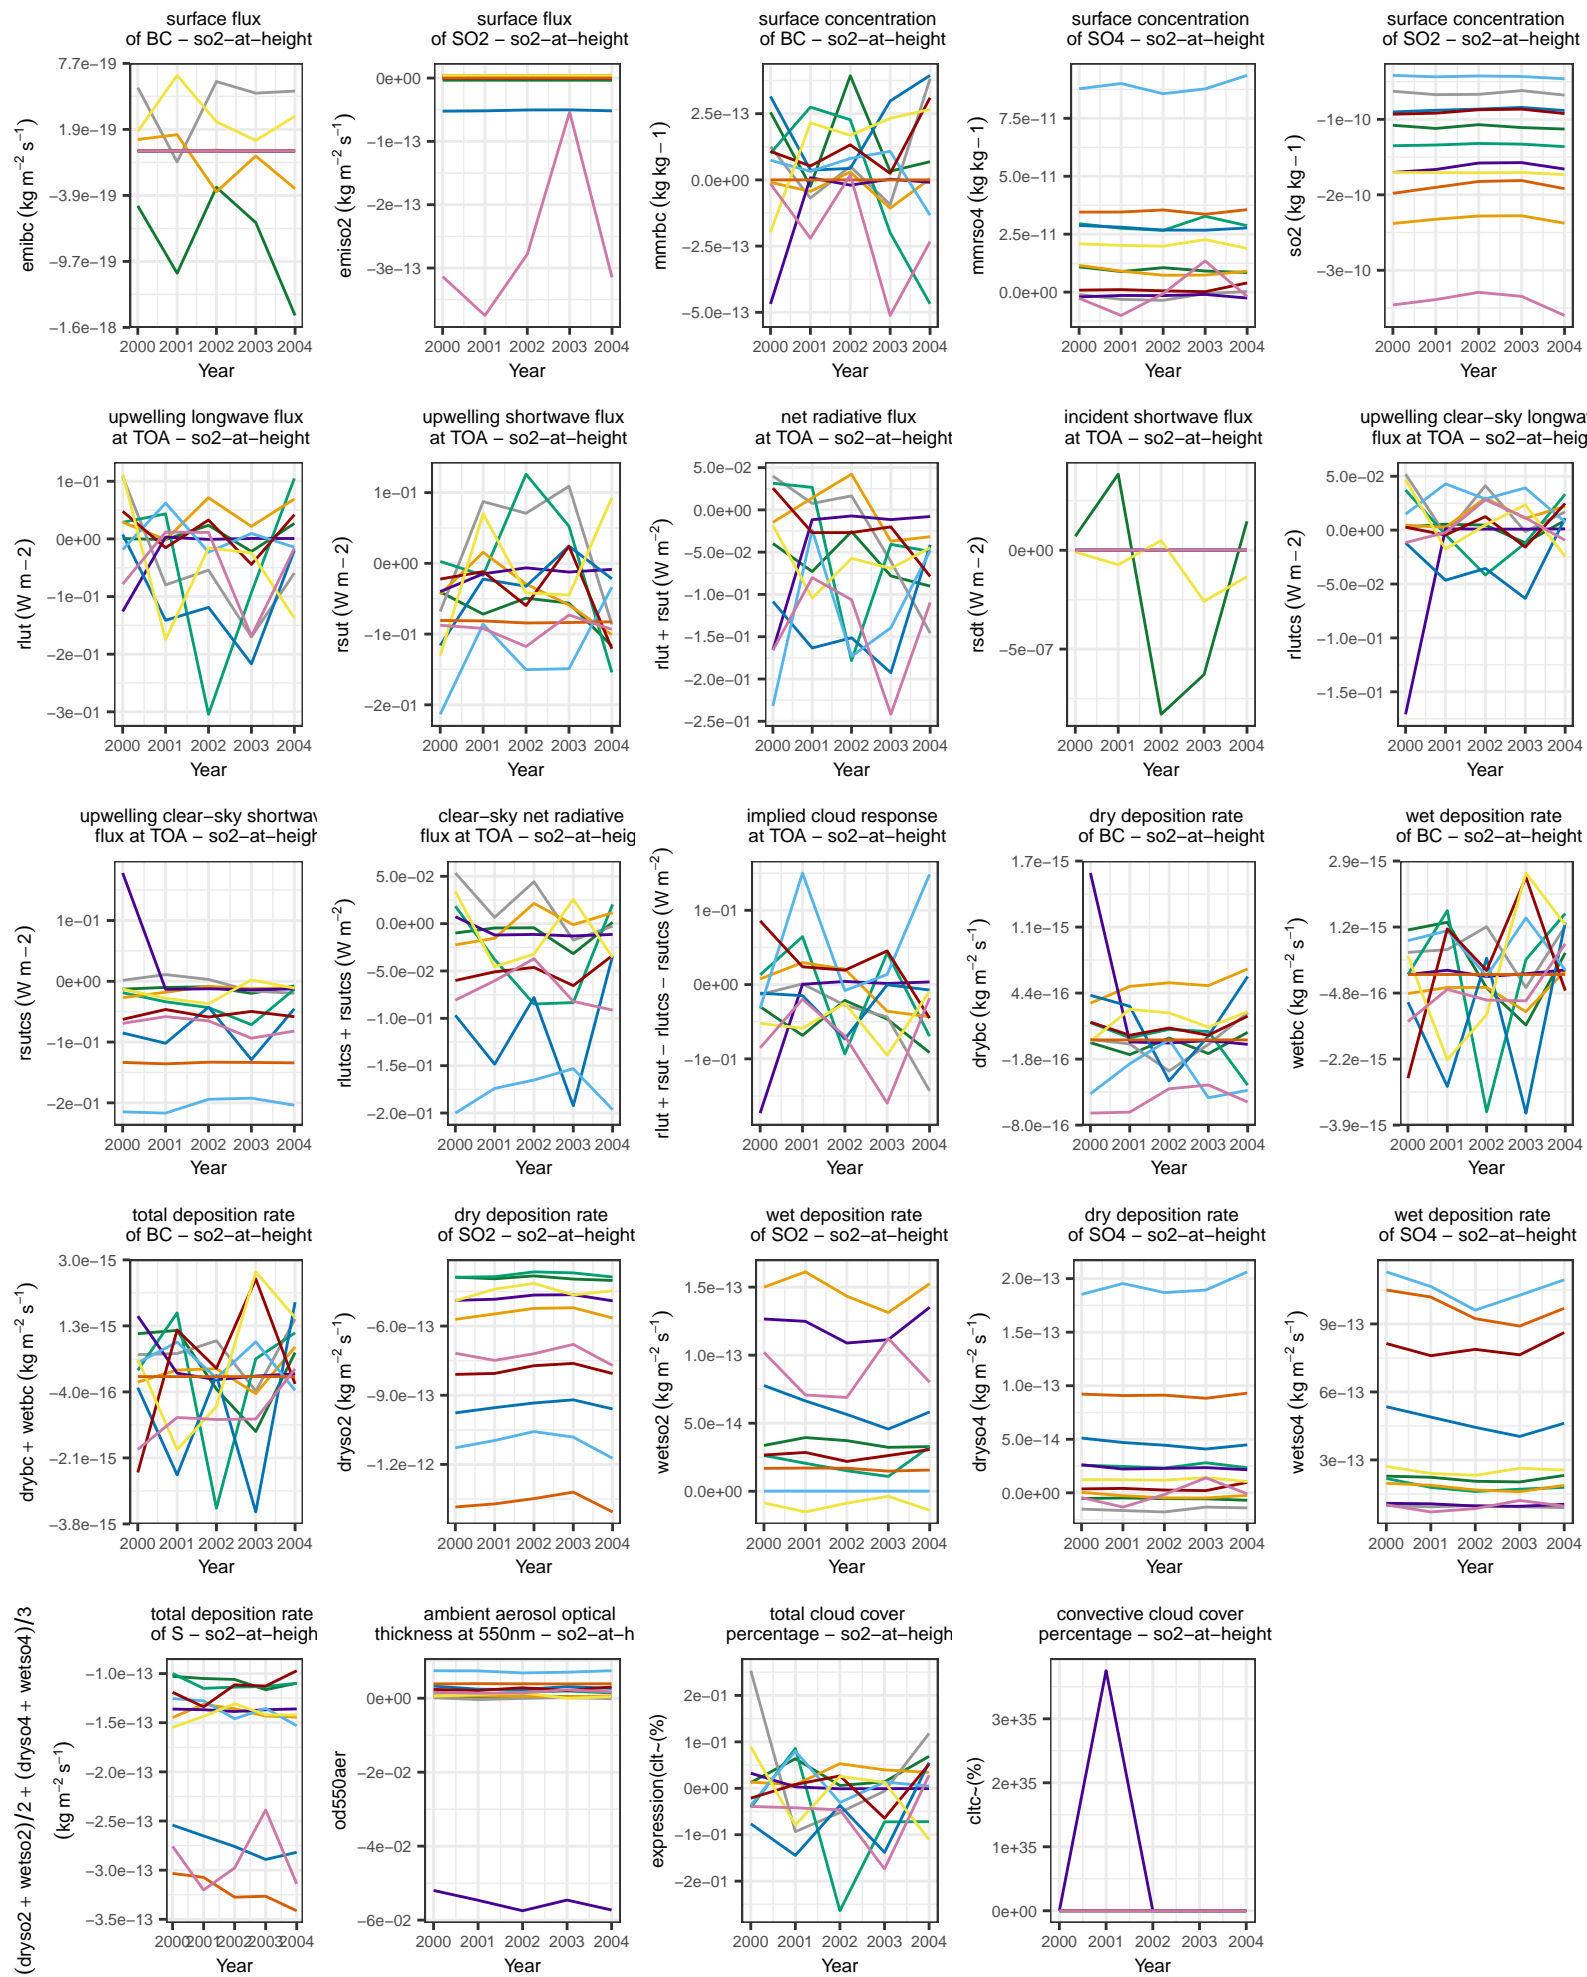 surface flux
of BC − so2−at−height
surface flux
of SO2 − so2−at−height
surface concentration
of BC − so2−at−height
surface concentration
of SO4 − so2−at−height
surface concentration
of SO2 − so2−at−height
emibc (kg m−2 s−1)
7.7e−19
1.9e−19
−3.9e−19
−9.7e−19
−1.6e−18
2000 2001 2002 2003 2004
Year
emiso2 (kg m−2 s−1)
0e+00
−1e−13
−2e−13
−3e−13
2000 2001 2002 2003 2004
Year
mmrbc (kg kg − 1)
2.5e−13
0.0e+00
−2.5e−13
−5.0e−13
2000 2001 2002 2003 2004
Year
mmrso4 (kg kg − 1)
7.5e−11
5.0e−11
2.5e−11
0.0e+00
2000 2001 2002 2003 2004
Year
so2 (kg kg − 1)
−1e−10
−2e−10
−3e−10
2000 2001 2002 2003 2004
Year
upwelling longwave flux
at TOA − so2−at−height
upwelling shortwave flux
at TOA − so2−at−height
net radiative flux
at TOA − so2−at−height
incident shortwave flux
at TOA − so2−at−height
upwelling clear−sky longwa
flux at TOA − so2−at−heig
rlut (W m − 2)
1e−01
0e+00
−1e−01
−2e−01
−3e−01
2000 2001 2002 2003 2004
Year
rsut (W m − 2)
1e−01
0e+00
−1e−01
−2e−01
2000 2001 2002 2003 2004
Year
rlut + rsut (W m−2)
5.0e−02
0.0e+00
−5.0e−02
−1.0e−01
−1.5e−01
−2.0e−01
−2.5e−01
2000 2001 2002 2003 2004
Year
rsdt (W m − 2)
0e+00
−5e−07
2000 2001 2002 2003 2004
Year
rlutcs (W m − 2)
5.0e−02
0.0e+00
−5.0e−02
−1.0e−01
−1.5e−01
2000 2001 2002 2003 2004
Year
upwelling clear−sky shortwav
flux at TOA − so2−at−heigh
clear−sky net radiative
flux at TOA − so2−at−heig
implied cloud response
at TOA − so2−at−height
dry deposition rate
of BC − so2−at−height
wet deposition rate
of BC − so2−at−height
rsutcs (W m − 2)
1e−01
0e+00
−1e−01
−2e−01
2000 2001 2002 2003 2004
Year
rlutcs + rsutcs (W m−2)
5.0e−02
0.0e+00
−5.0e−02
−1.0e−01
−1.5e−01
−2.0e−01
2000 2001 2002 2003 2004
Year
rlut + rsut − rlutcs − rsutcs (W m−2)
1e−01
0e+00
−1e−01
2000 2001 2002 2003 2004
Year
drybc (kg m−2 s−1)
1.7e−15
1.1e−15
4.4e−16
−1.8e−16
−8.0e−16
2000 2001 2002 2003 2004
Year
wetbc (kg m−2 s−1)
2.9e−15
1.2e−15
−4.8e−16
−2.2e−15
−3.9e−15
2000 2001 2002 2003 2004
Year
total deposition rate
of BC − so2−at−height
dry deposition rate
of SO2 − so2−at−height
wet deposition rate
of SO2 − so2−at−height
dry deposition rate
of SO4 − so2−at−height
wet deposition rate
of SO4 − so2−at−height
drybc + wetbc (kg m−2 s−1)
3.0e−15
1.3e−15
−4.0e−16
−2.1e−15
−3.8e−15
2000 2001 2002 2003 2004
Year
dryso2 (kg m−2 s−1)
−6.0e−13
−9.0e−13
−1.2e−12
2000 2001 2002 2003 2004
Year
wetso2 (kg m−2 s−1)
1.5e−13
1.0e−13
5.0e−14
0.0e+00
2000 2001 2002 2003 2004
Year
dryso4 (kg m−2 s−1)
2.0e−13
1.5e−13
1.0e−13
5.0e−14
0.0e+00
2000 2001 2002 2003 2004
Year
wetso4 (kg m−2 s−1)
9e−13
6e−13
3e−13
2000 2001 2002 2003 2004
Year
total deposition rate
of S − so2−at−heigh
ambient aerosol optical
thickness at 550nm − so2−at−h
total cloud cover
percentage − so2−at−heigh
convective cloud cover
percentage − so2−at−height
(dryso2 + wetso2)/2 + (dryso4 + wetso4)/3
(kg m−2 s−1)
−1.0e−13
−1.5e−13
−2.0e−13
−2.5e−13
−3.0e−13
−3.5e−13
2000 2001 2002 2003 2004
Year
od550aer
0e+00
−2e−02
−4e−02
−6e−02
2000 2001 2002 2003 2004
Year
expression(clt~(%)
2e−01
1e−01
0e+00
−1e−01
−2e−01
2000 2001 2002 2003 2004
Year
cltc~(%)
3e+35
2e+35
1e+35
0e+00
2000 2001 2002 2003 2004
Year